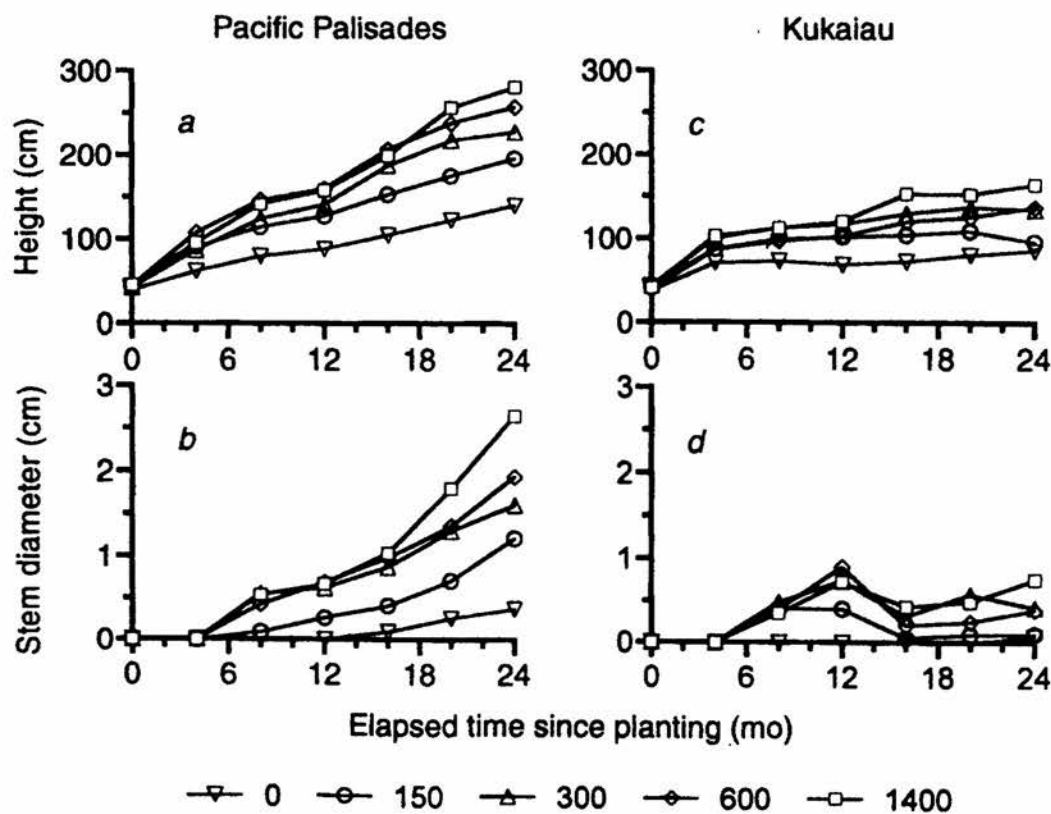 Pacific Palisades
Kukaiau
Height (cm)
300
200
100
0
a
0 6 12 18 24
300
200
100
0
c
0 6 12 18 24
Stem diameter (cm)
3
2
1
0
b
0 6 12 18 24
3
2
1
0
d
0 6 12 18 24
Elapsed time since planting (mo)
0 150 300 600 1400